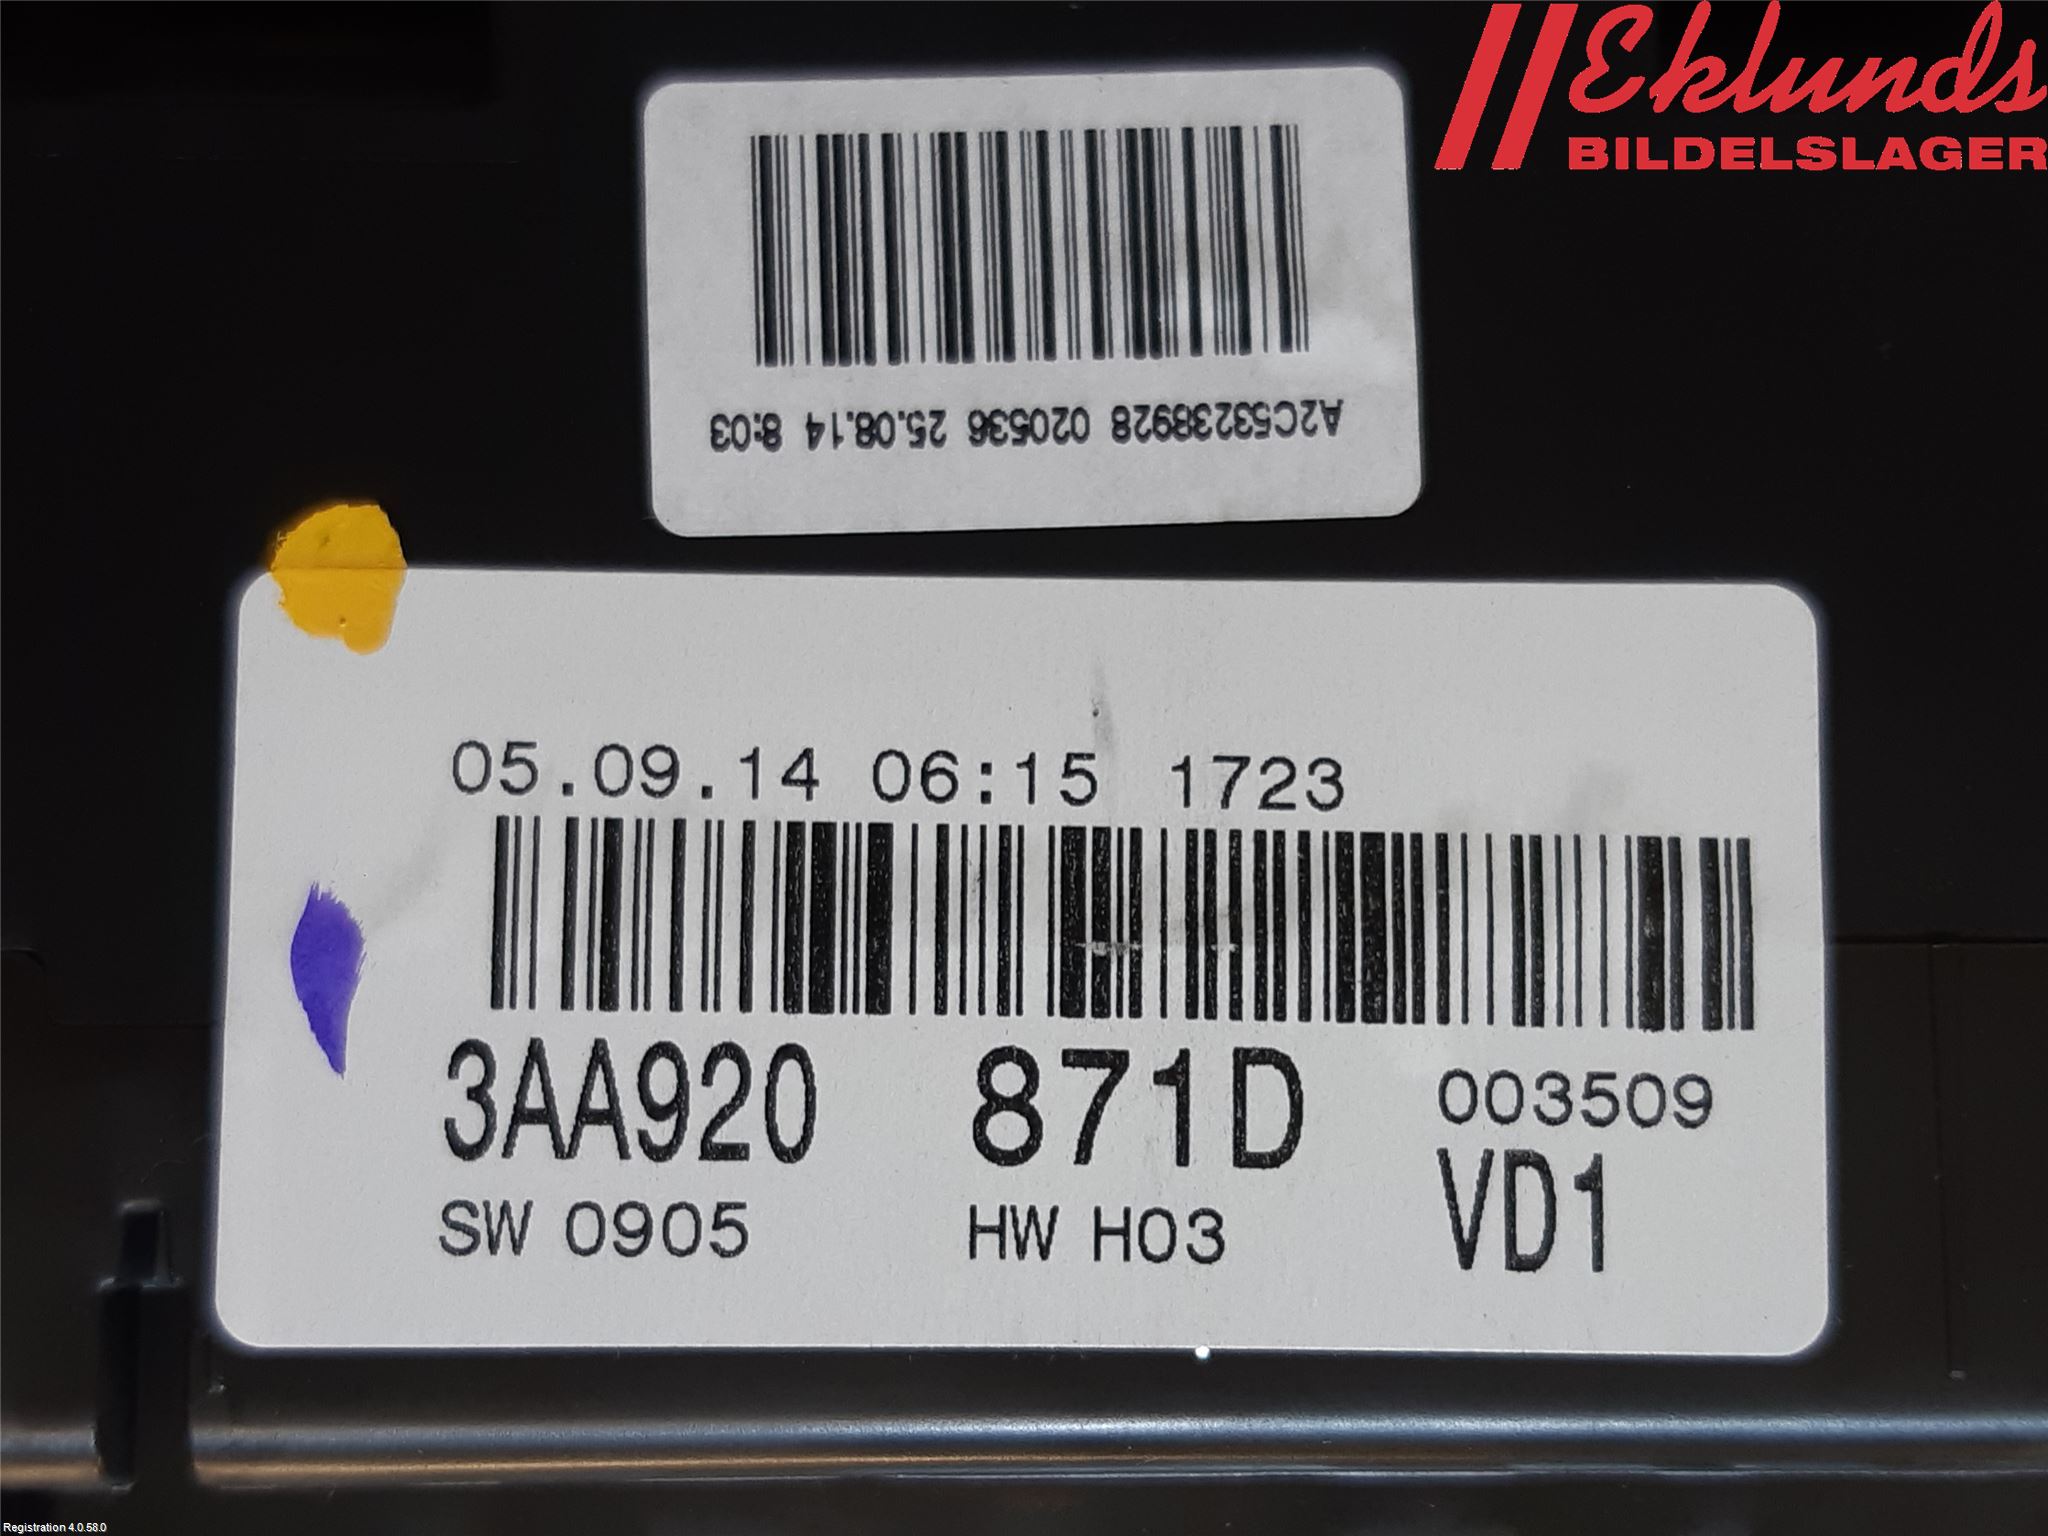 Eklunds
BILDELSLAGER
A2C53238928 020536 25.08.14 8:03
05.09.14 06:15 1723
3AA920 871D 003509
SW 0905 HW H03 VD1
Registration 4.0.58.0